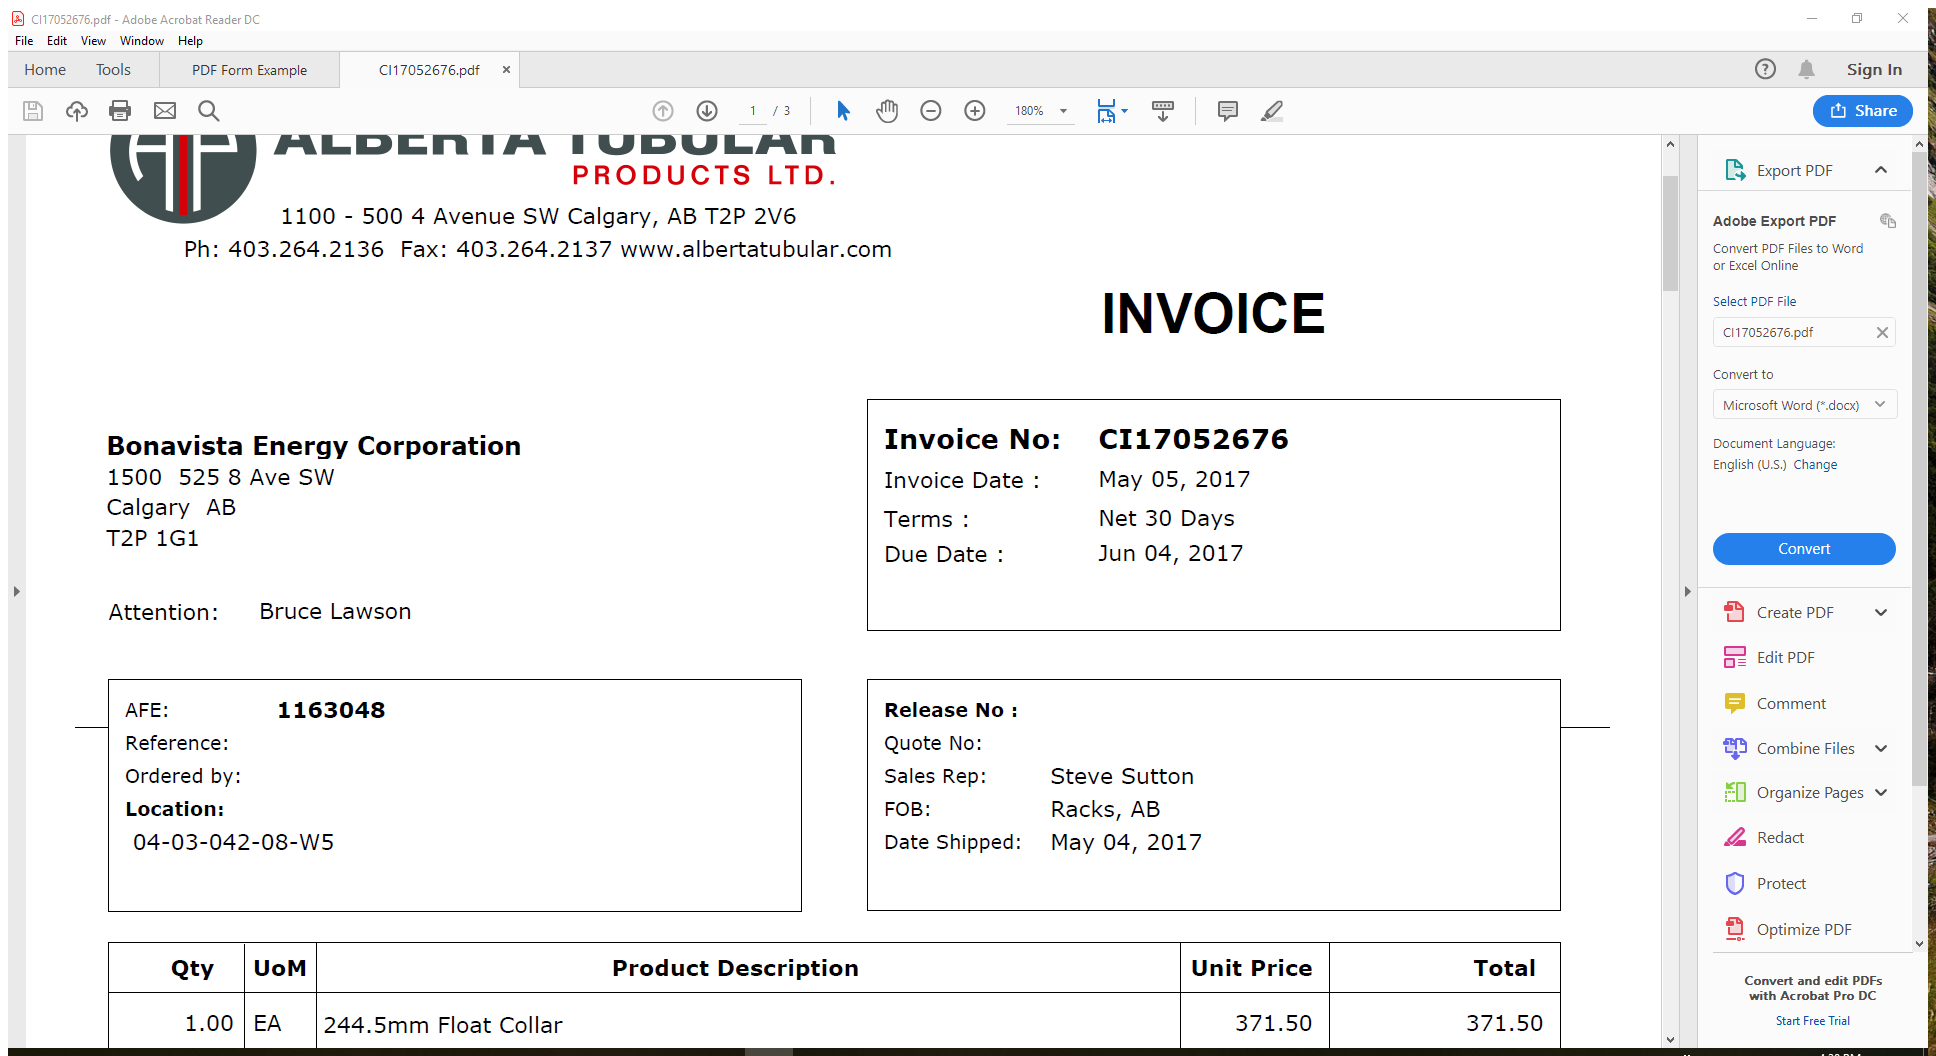 CI17052676.pdf - Adobe Acrobat Reader DC
File Edit View Window Help
Home Tools PDF Form Example CI17052676.pdf × Sign In
1 / 3 180% Share
ALBERTA TUBULAR
PRODUCTS LTD.
1100 - 500 4 Avenue SW Calgary, AB T2P 2V6
Ph: 403.264.2136 Fax: 403.264.2137 www.albertatubular.com
INVOICE
Bonavista Energy Corporation
1500 525 8 Ave SW
Calgary AB
T2P 1G1
Attention: Bruce Lawson
Invoice No: CI17052676
Invoice Date : May 05, 2017
Terms : Net 30 Days
Due Date : Jun 04, 2017
AFE: 1163048
Reference:
Ordered by:
Location:
04-03-042-08-W5
Release No :
Quote No:
Sales Rep: Steve Sutton
FOB: Racks, AB
Date Shipped: May 04, 2017
Qty UoM Product Description Unit Price Total
1.00 EA 244.5mm Float Collar 371.50 371.50
Export PDF
Adobe Export PDF
Convert PDF Files to Word
or Excel Online
Select PDF File
CI17052676.pdf
Convert to
Microsoft Word (*.docx)
Document Language:
English (U.S.) Change
Convert
Create PDF
Edit PDF
Comment
Combine Files
Organize Pages
Redact
Protect
Optimize PDF
Convert and edit PDFs
with Acrobat Pro DC
Start Free Trial